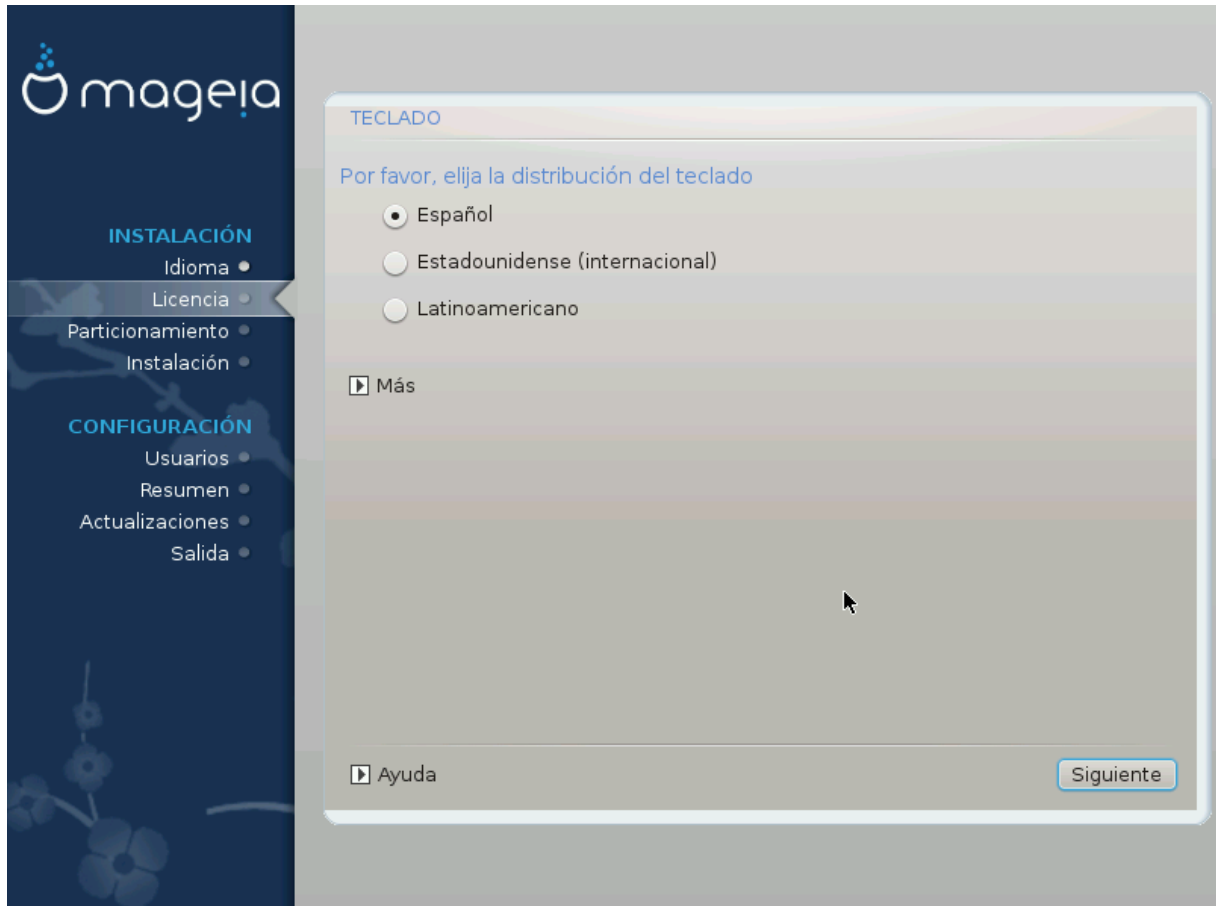 mageia
INSTALACIÓN
Idioma
Licencia
Particionamiento
Instalación
CONFIGURACIÓN
Usuarios
Resumen
Actualizaciones
Salida
TECLADO
Por favor, elija la distribución del teclado
Español
Estadounidense (internacional)
Latinoamericano
Más
Ayuda
Siguiente